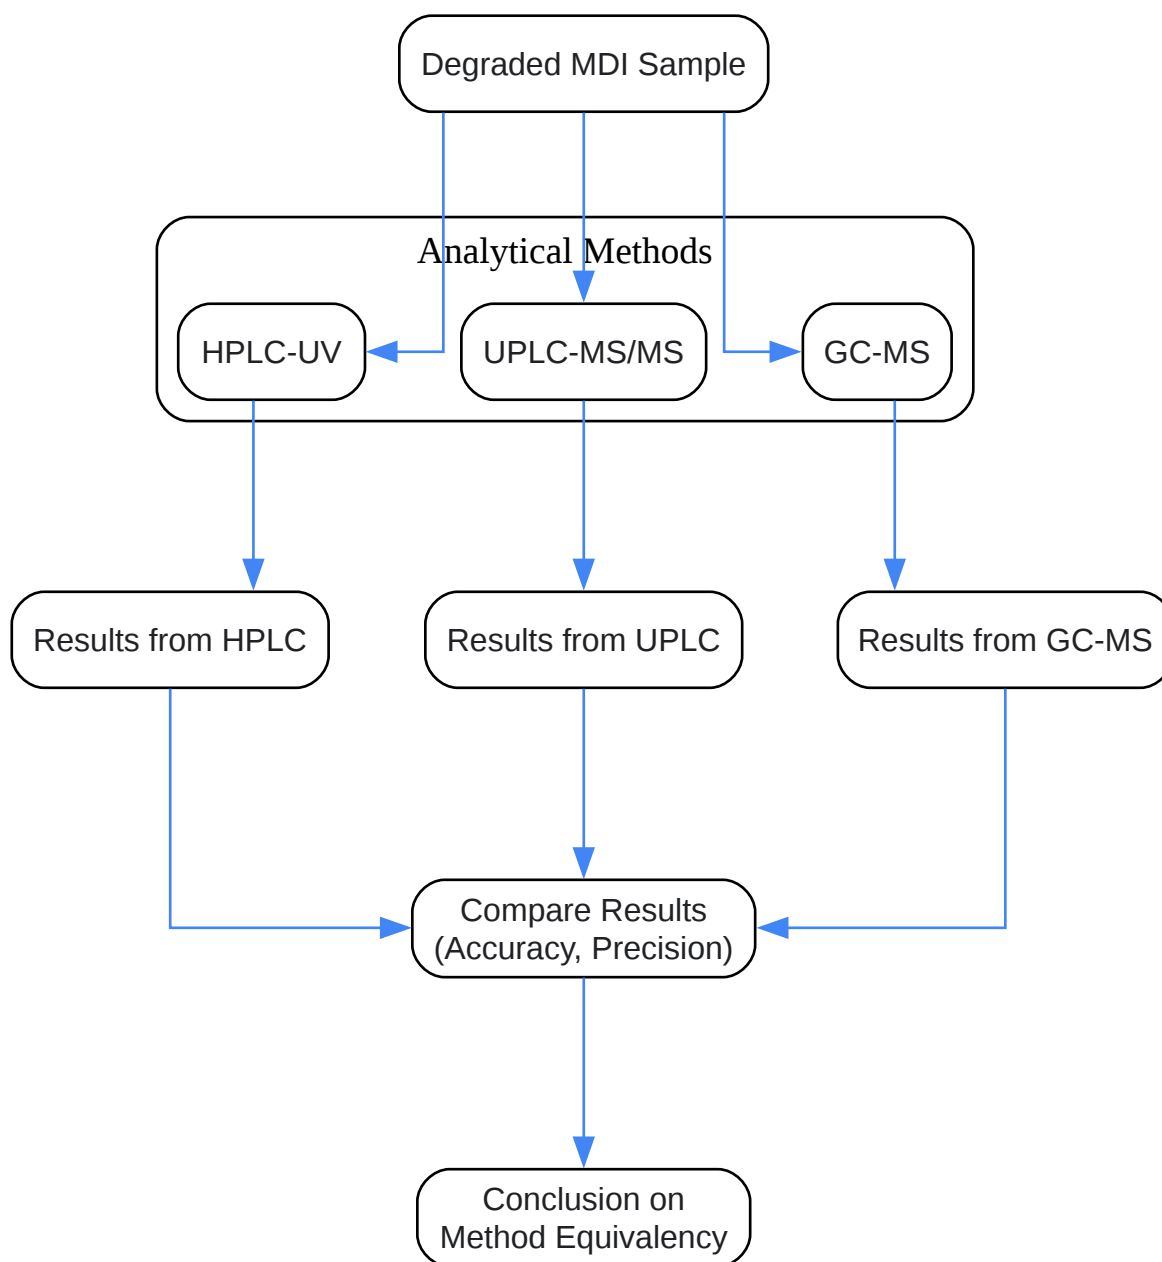 Degraded MDI Sample
Analytical Methods
HPLC-UV
UPLC-MS/MS
GC-MS
Results from HPLC
Results from UPLC
Results from GC-MS
Compare Results
(Accuracy, Precision)
Conclusion on
Method Equivalency